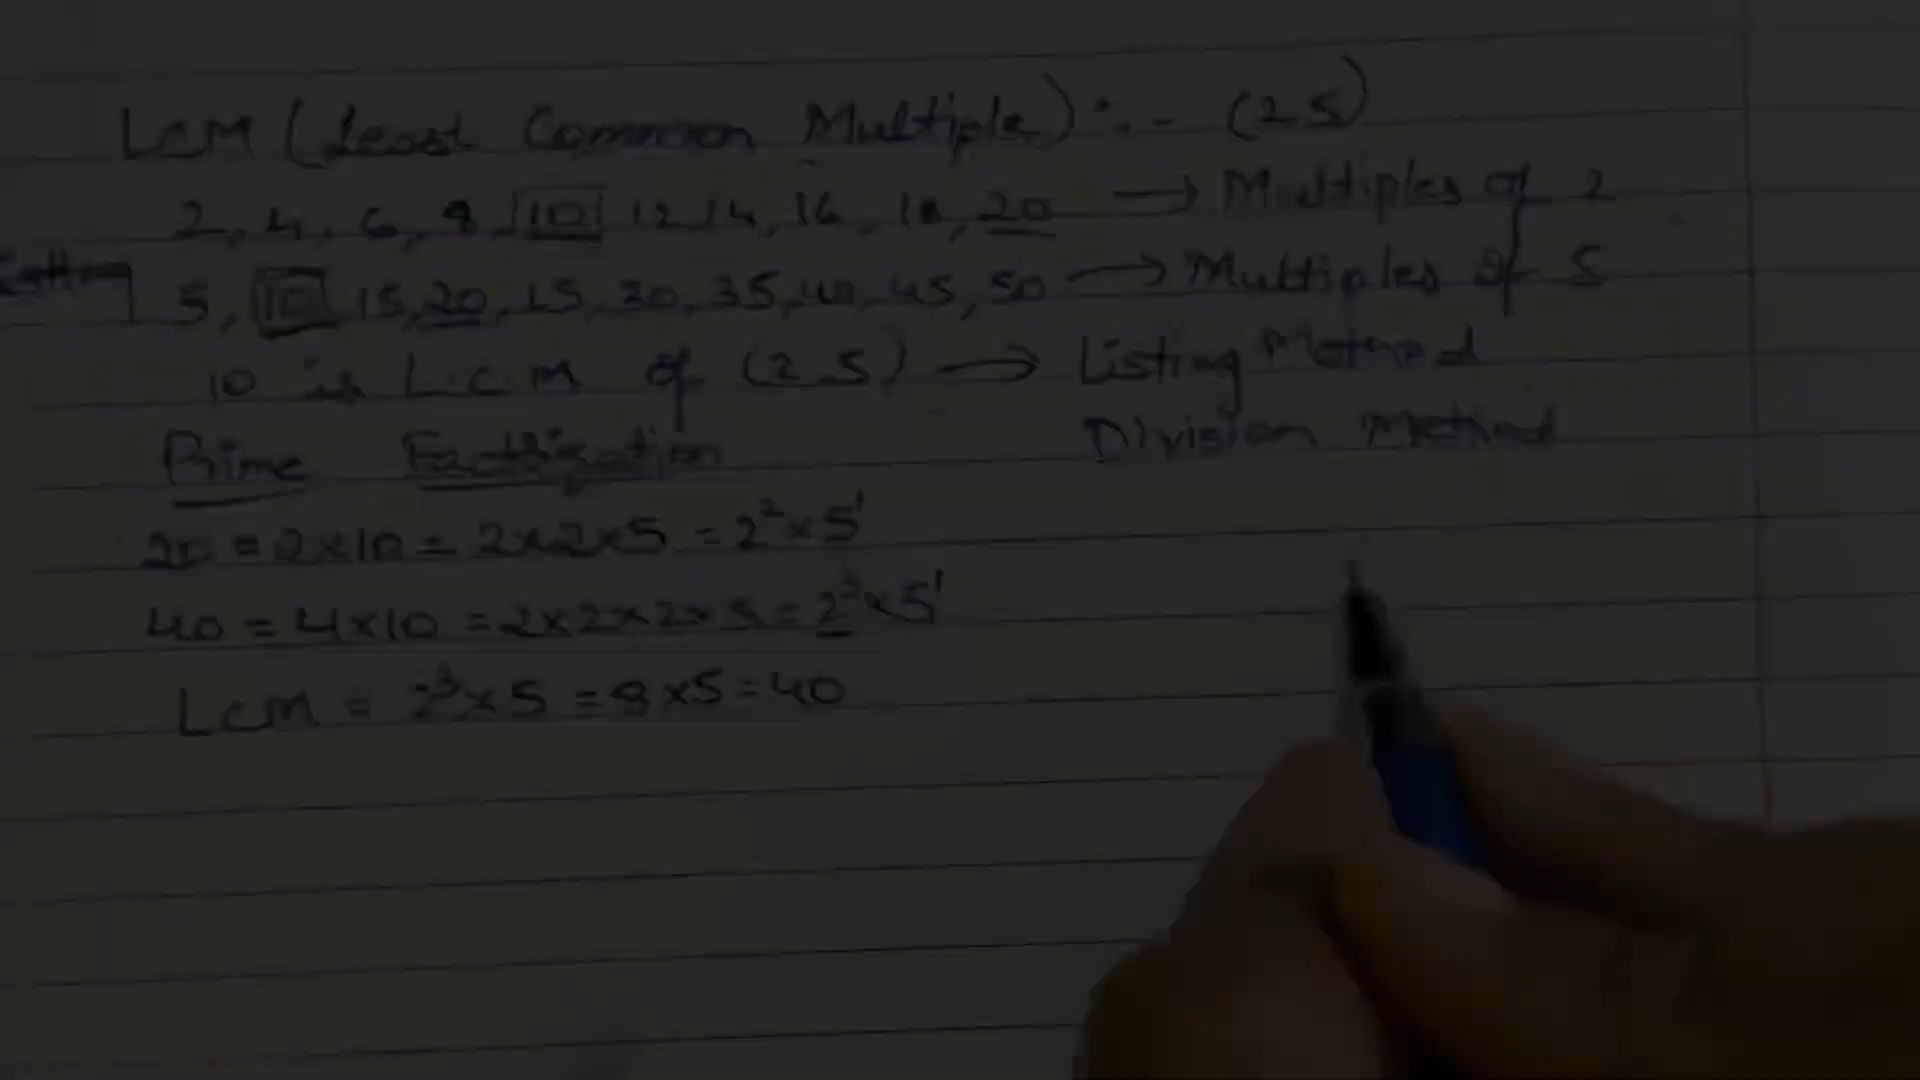 LCM (Least Common Multiple) :- (2 5)
2, 4, 6, 8, 10 12, 14, 16, 18, 20 → Multiples of 2
5, 10 15, 20, 25, 30, 35, 40, 45, 50 → Multiples of 5
10 is LCM of (2 5) → Listing Method
Prime Factorization Division Method
20 = 2×10 = 2×2×5 = 2² × 5¹
40 = 4×10 = 2×2×2×5 = 2³ × 5¹
LCM = 2³×5 = 8×5 = 40